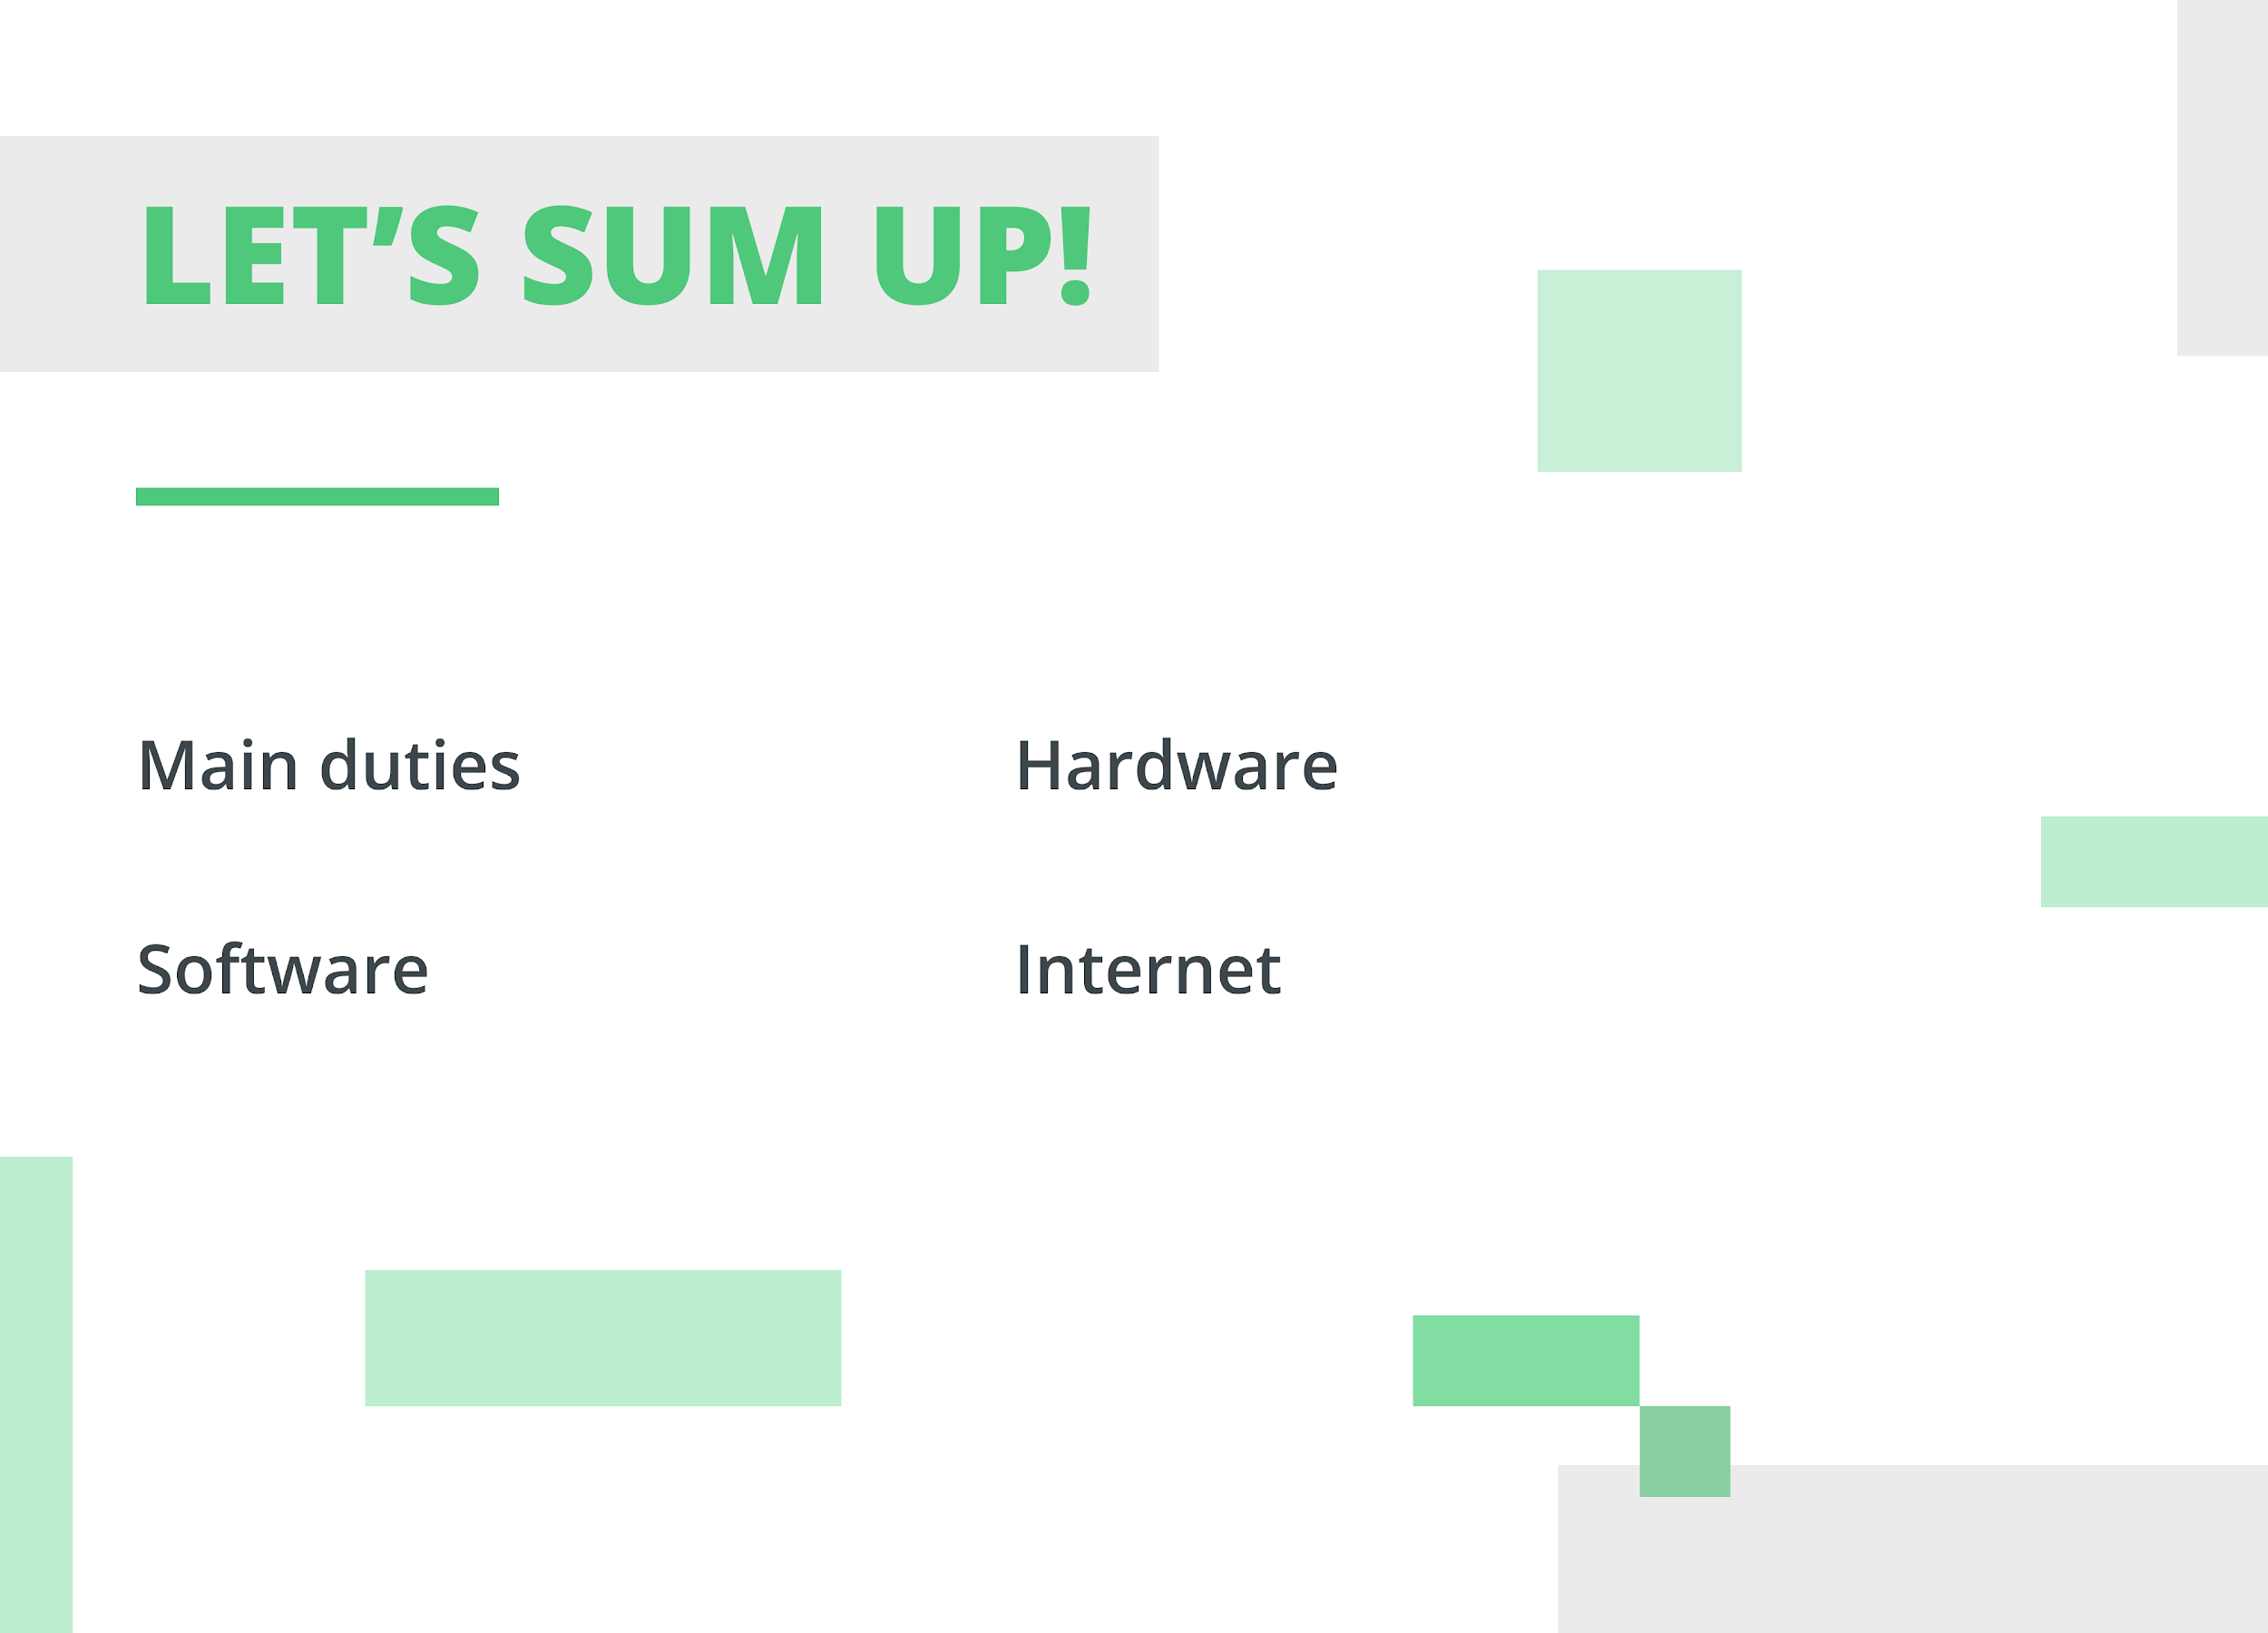 LET’S SUM UP!
Main duties
Hardware
Software
Internet